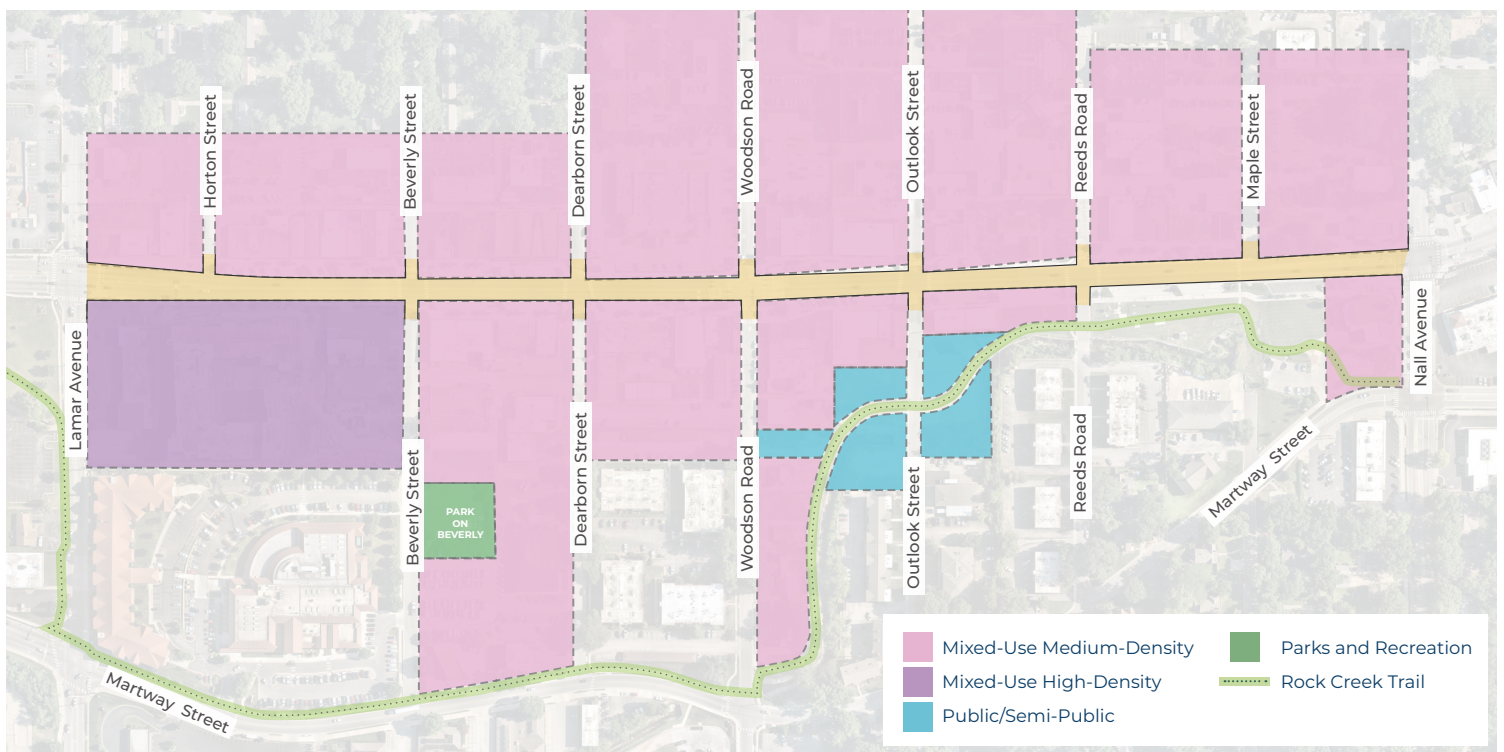 Horton Street
Beverly Street
Dearborn Street
Woodson Road
Outlook Street
Reeds Road
Maple Street
Lamar Avenue
Nall Avenue
Beverly Street
Dearborn Street
Woodson Road
Outlook Street
Reeds Road
Martway Street
PARK
ON
BEVERLY
Martway Street
Mixed-Use Medium-Density
Mixed-Use High-Density
Public/Semi-Public
Parks and Recreation
Rock Creek Trail